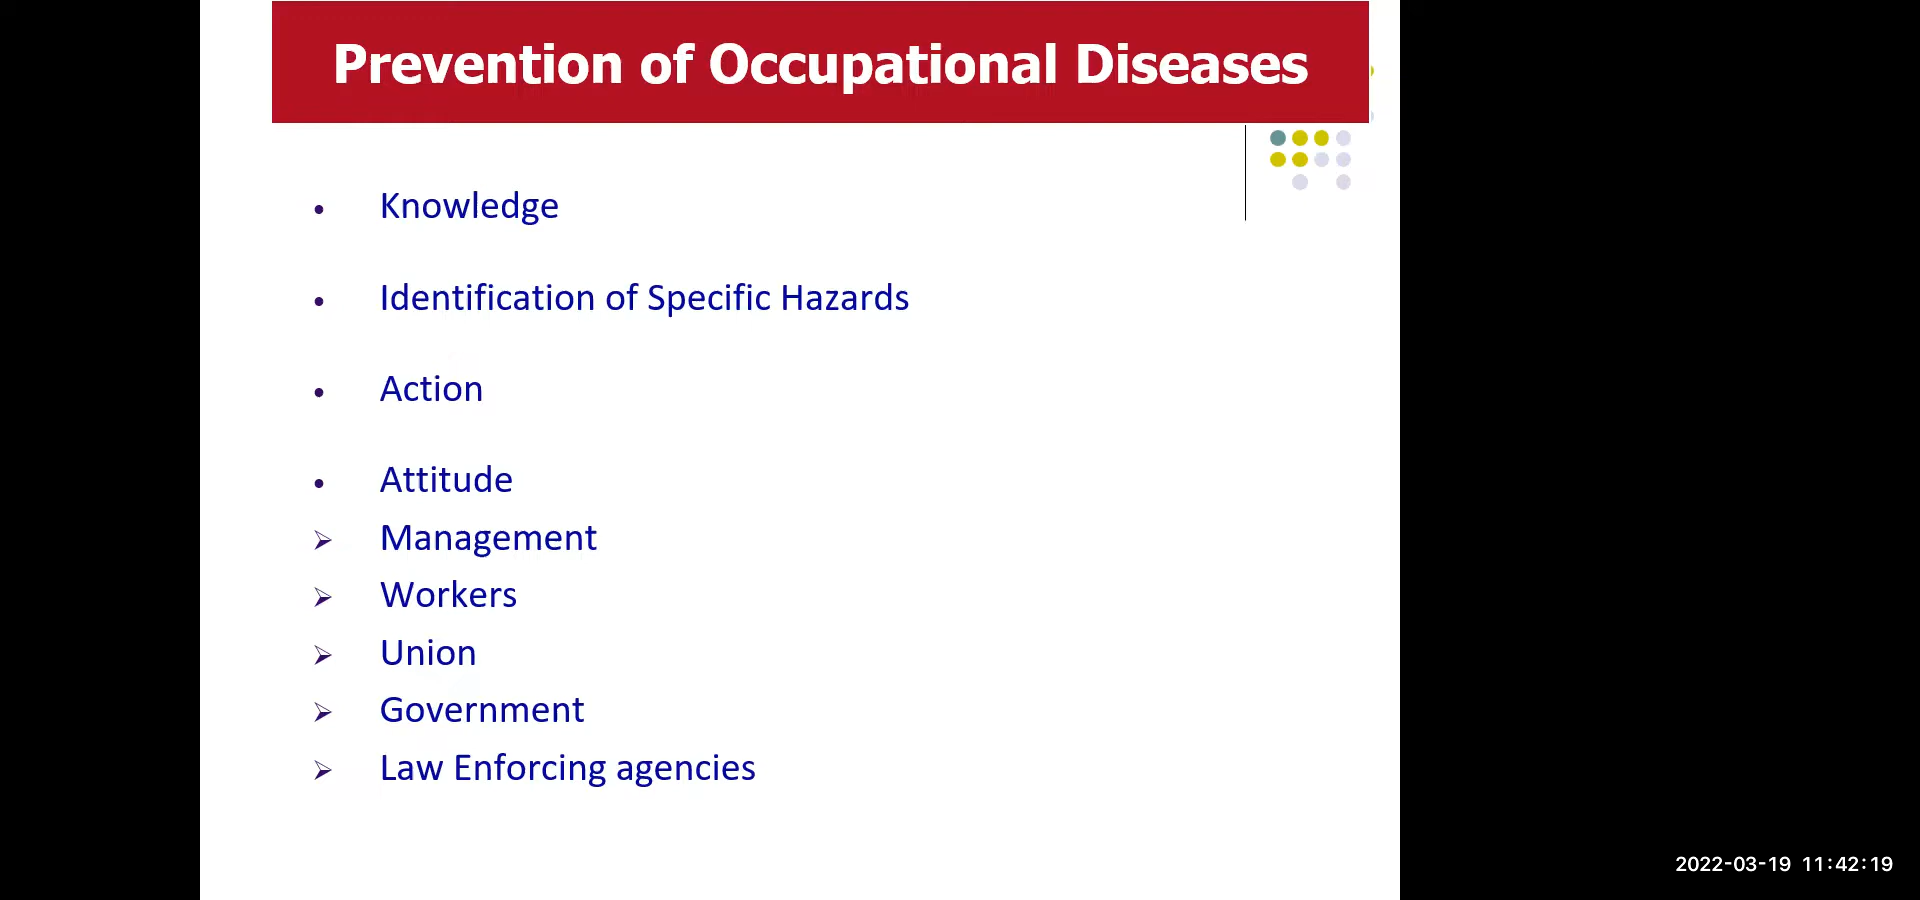 Prevention of Occupational Diseases
• Knowledge
• Identification of Specific Hazards
• Action
• Attitude
➢ Management
➢ Workers
➢ Union
➢ Government
➢ Law Enforcing agencies
2022-03-19 11:42:19